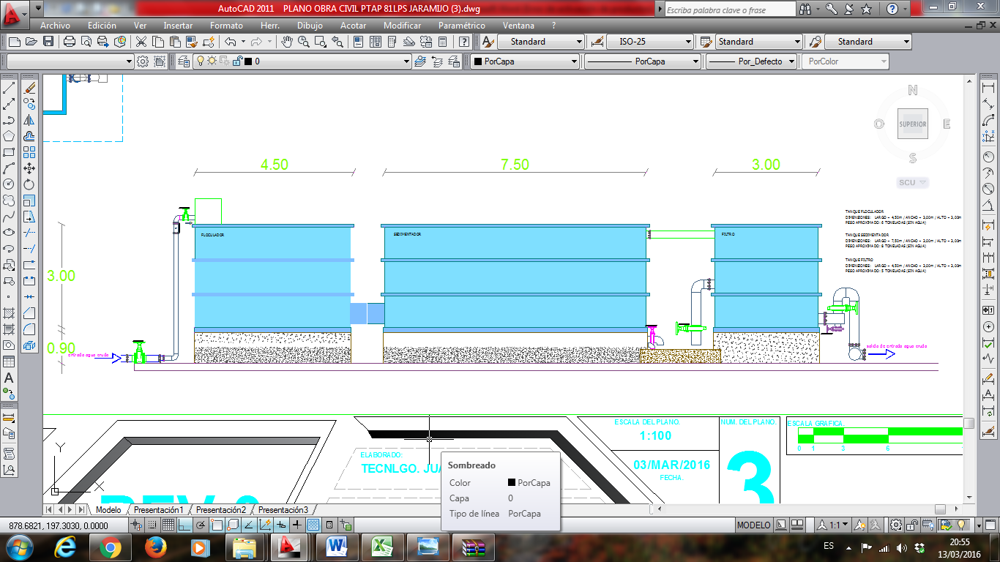 AutoCAD 2011 PLANO OBRA CIVIL PTAP 81LPS JARAMIJO (3).dwg
Escriba palabra clave o frase
Archivo Edición Ver Insertar Formato Herr. Dibujo Acotar Modificar Paramétrico Ventana ?
Standard ISO-25 Standard Standard
0 PorCapa PorCapa Por_Defecto PorColor
N
O SUPERIOR E
S
SCU
4.50 7.50 3.00
TANQUE FLOCULADOR
DIMENSIONES: LARGO = 4,50m / ANCHO = 3,00m / ALTO = 3,00m
PESO APROXIMADO: 6 TONELADAS (SIN AGUA)
FLOCULADOR SEDIMENTADOR FILTRO
TANQUE SEDIMENTADOR
DIMENSIONES: LARGO = 7,50m / ANCHO = 3,00m / ALTO = 3,00m
PESO APROXIMADO: 8 TONELADAS (SIN AGUA)
TANQUE FILTRO
DIMENSIONES: LARGO = 4,50m / ANCHO = 3,00m / ALTO = 3,00m
PESO APROXIMADO: 5 TONELADAS (SIN AGUA)
3.00
0.90
entrada agua cruda
salida de entrada agua cruda
ESCALA DEL PLANO.
1:100
NUM. DEL PLANO.
3
ESCALA GRAFICA.
0 1 3 6
03/MAR/2016
FECHA.
ELABORADO:
TECNLGO. JUA
Y
X
Sombreado
Color PorCapa
Capa 0
Tipo de línea PorCapa
Modelo Presentación1 Presentación2 Presentación3
878.6821, 197.3030, 0.0000
MODELO
1:1
ES
20:55
13/03/2016